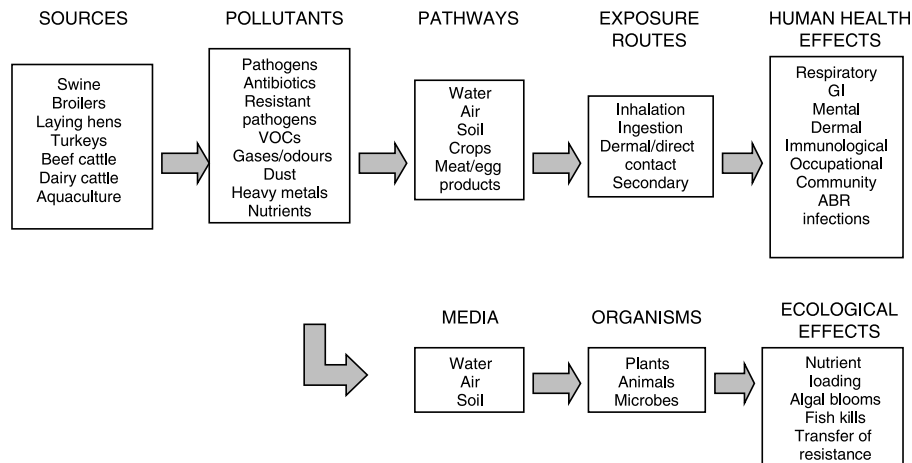 SOURCES
Swine
Broilers
Laying hens
Turkeys
Beef cattle
Dairy cattle
Aquaculture
POLLUTANTS
Pathogens
Antibiotics
Resistant
pathogens
VOCs
Gases/odours
Dust
Heavy metals
Nutrients
PATHWAYS
Water
Air
Soil
Crops
Meat/egg
products
EXPOSURE
ROUTES
Inhalation
Ingestion
Dermal/direct
contact
Secondary
HUMAN HEALTH
EFFECTS
Respiratory
GI
Mental
Dermal
Immunological
Occupational
Community
ABR
infections
MEDIA
Water
Air
Soil
ORGANISMS
Plants
Animals
Microbes
ECOLOGICAL
EFFECTS
Nutrient
loading
Algal blooms
Fish kills
Transfer of
resistance